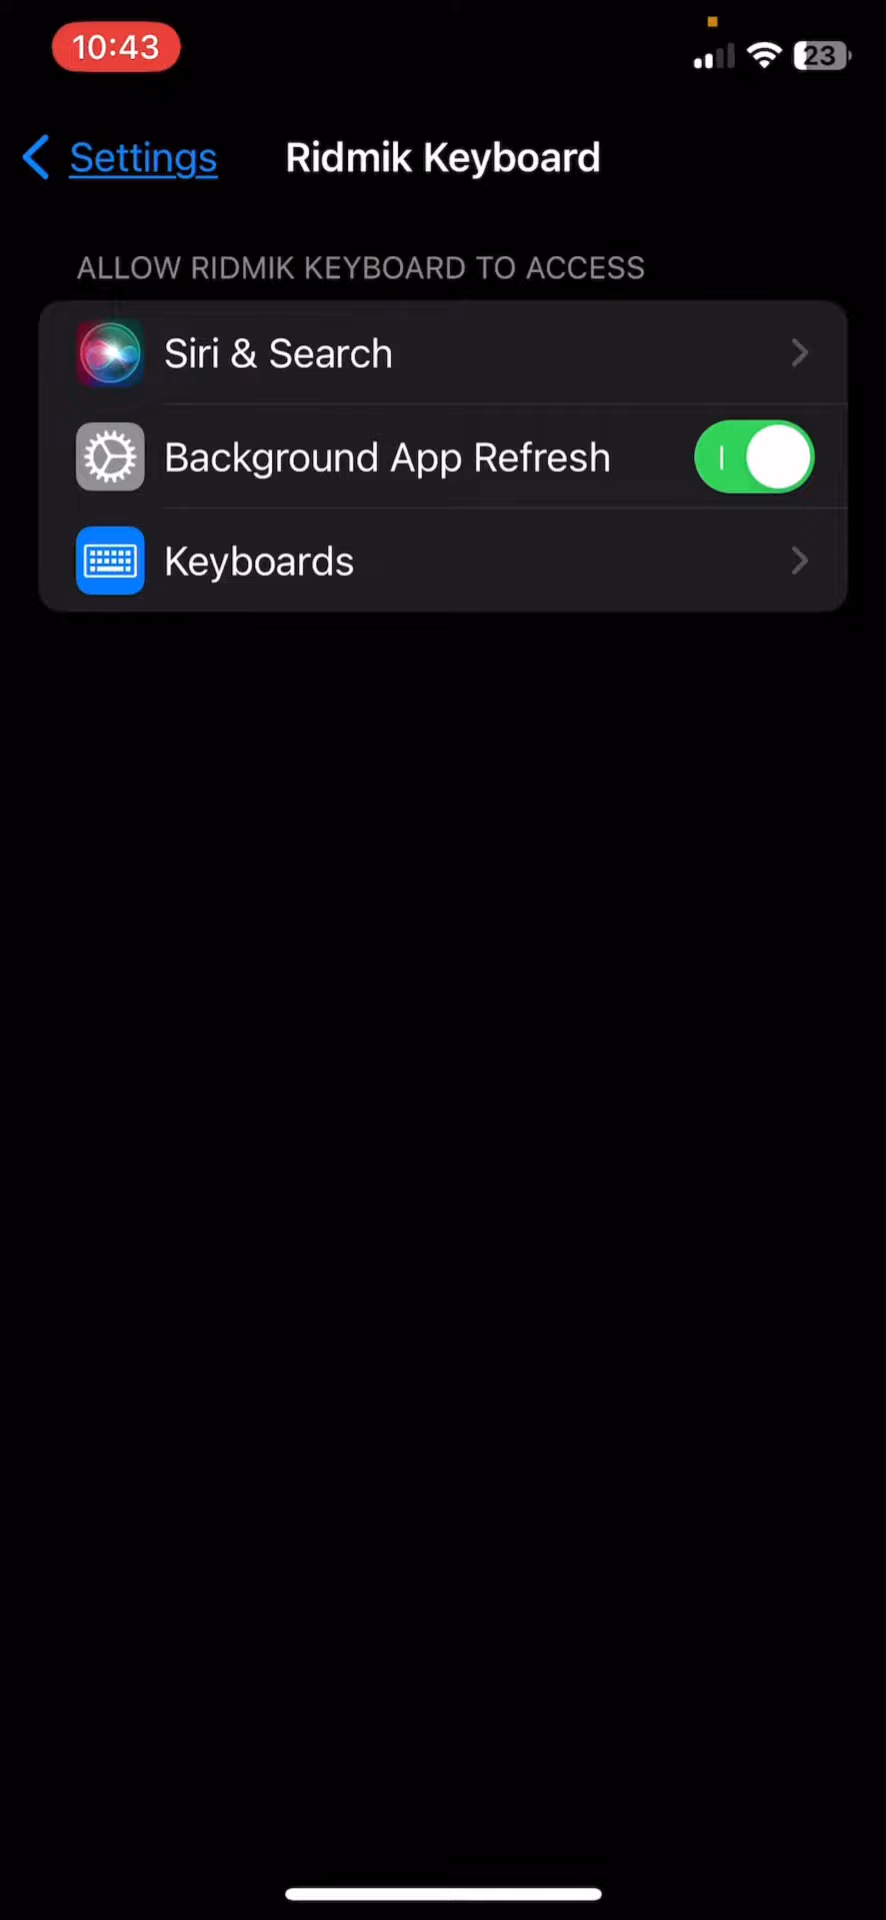 10:43
23
Settings
Ridmik Keyboard
ALLOW RIDMIK KEYBOARD TO ACCESS
Siri & Search
Background App Refresh
Keyboards